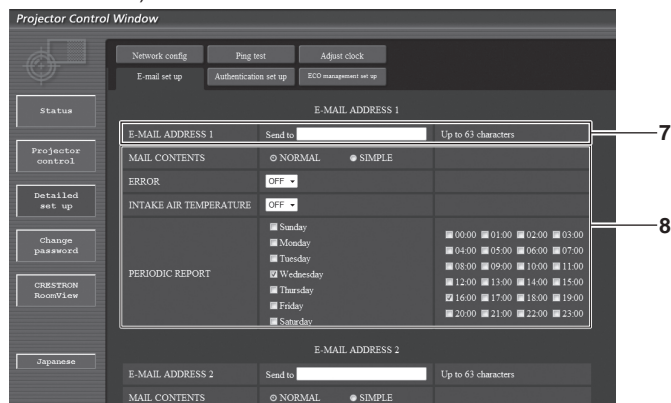 Projector Control Window
Network config Ping test Adjust clock
E-mail set up Authentication set up ECO management set up
Status
Projector control
Detailed set up
Change password
CRESTRON RoomView
Japanese
E-MAIL ADDRESS 1
E-MAIL ADDRESS 1 Send to Up to 63 characters
7
MAIL CONTENTS NORMAL SIMPLE
ERROR OFF
INTAKE AIR TEMPERATURE OFF
8
PERIODIC REPORT
Sunday
Monday
Tuesday
Wednesday
Thursday
Friday
Saturday
00:00 01:00 02:00 03:00
04:00 05:00 06:00 07:00
08:00 09:00 10:00 11:00
12:00 13:00 14:00 15:00
16:00 17:00 18:00 19:00
20:00 21:00 22:00 23:00
E-MAIL ADDRESS 2
E-MAIL ADDRESS 2 Send to Up to 63 characters
MAIL CONTENTS NORMAL SIMPLE